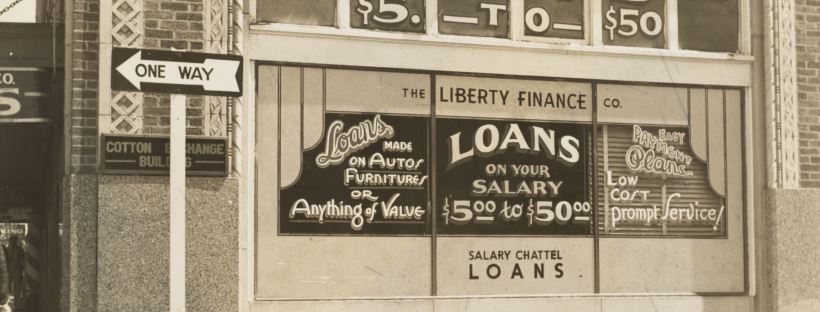 $5.
TO
$50
ONE WAY
CO.
S
COTTON EXCHANGE
BUILDING
THE LIBERTY FINANCE CO.
Loans
MADE
ON AUTOS
FURNITURES
OR
Anything of VALUE
LOANS
ON YOUR
SALARY
$5.00 to $50.00
EASY
PAYMENT
Plans
LOW
COST
prompt Service!
SALARY CHATTEL
LOANS